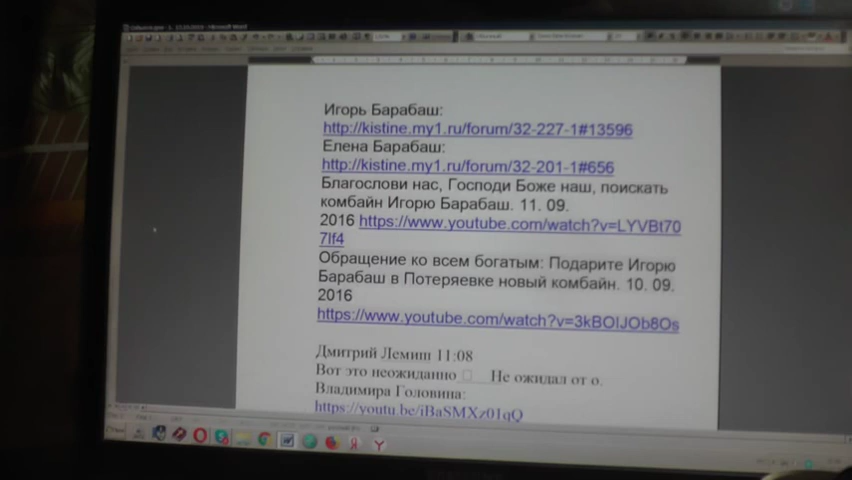 Игорь Барабаш:
http://kistine.my1.ru/forum/32-227-1#13596
Елена Барабаш:
http://kistine.my1.ru/forum/32-201-1#656
Благослови нас, Господи Боже наш, поискать
комбайн Игорю Барабаш. 11. 09.
2016 https://www.youtube.com/watch?v=LYVBt70
7lf4
Обращение ко всем богатым: Подарите Игорю
Барабаш в Потеряевке новый комбайн. 10. 09.
2016
https://www.youtube.com/watch?v=3kBOIJOb8Os
Дмитрий Лемиш 11:08
Вот это неожиданно Не ожидал от о.
Владимира Головина:
https://youtu.be/iBaSMXz01qQ